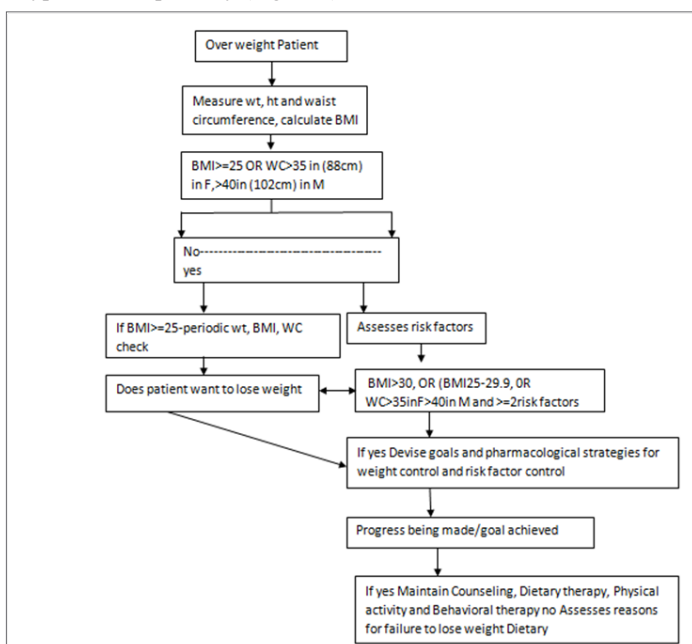 Over weight Patient
Measure wt, ht and waist
circumference, calculate BMI
BMI>=25 OR WC>35 in (88cm)
in F,>40in (102cm) in M
No----------------------------------------
yes
If BMI>=25-periodic wt, BMI, WC
check
Assesses risk factors
Does patient want to lose weight
BMI>30, OR (BMI25-29.9, 0R
WC>35inF>40in M and >=2risk factors
If yes Devise goals and pharmacological strategies for
weight control and risk factor control
Progress being made/goal achieved
If yes Maintain Counseling, Dietary therapy, Physical
activity and Behavioral therapy no Assesses reasons
for failure to lose weight Dietary